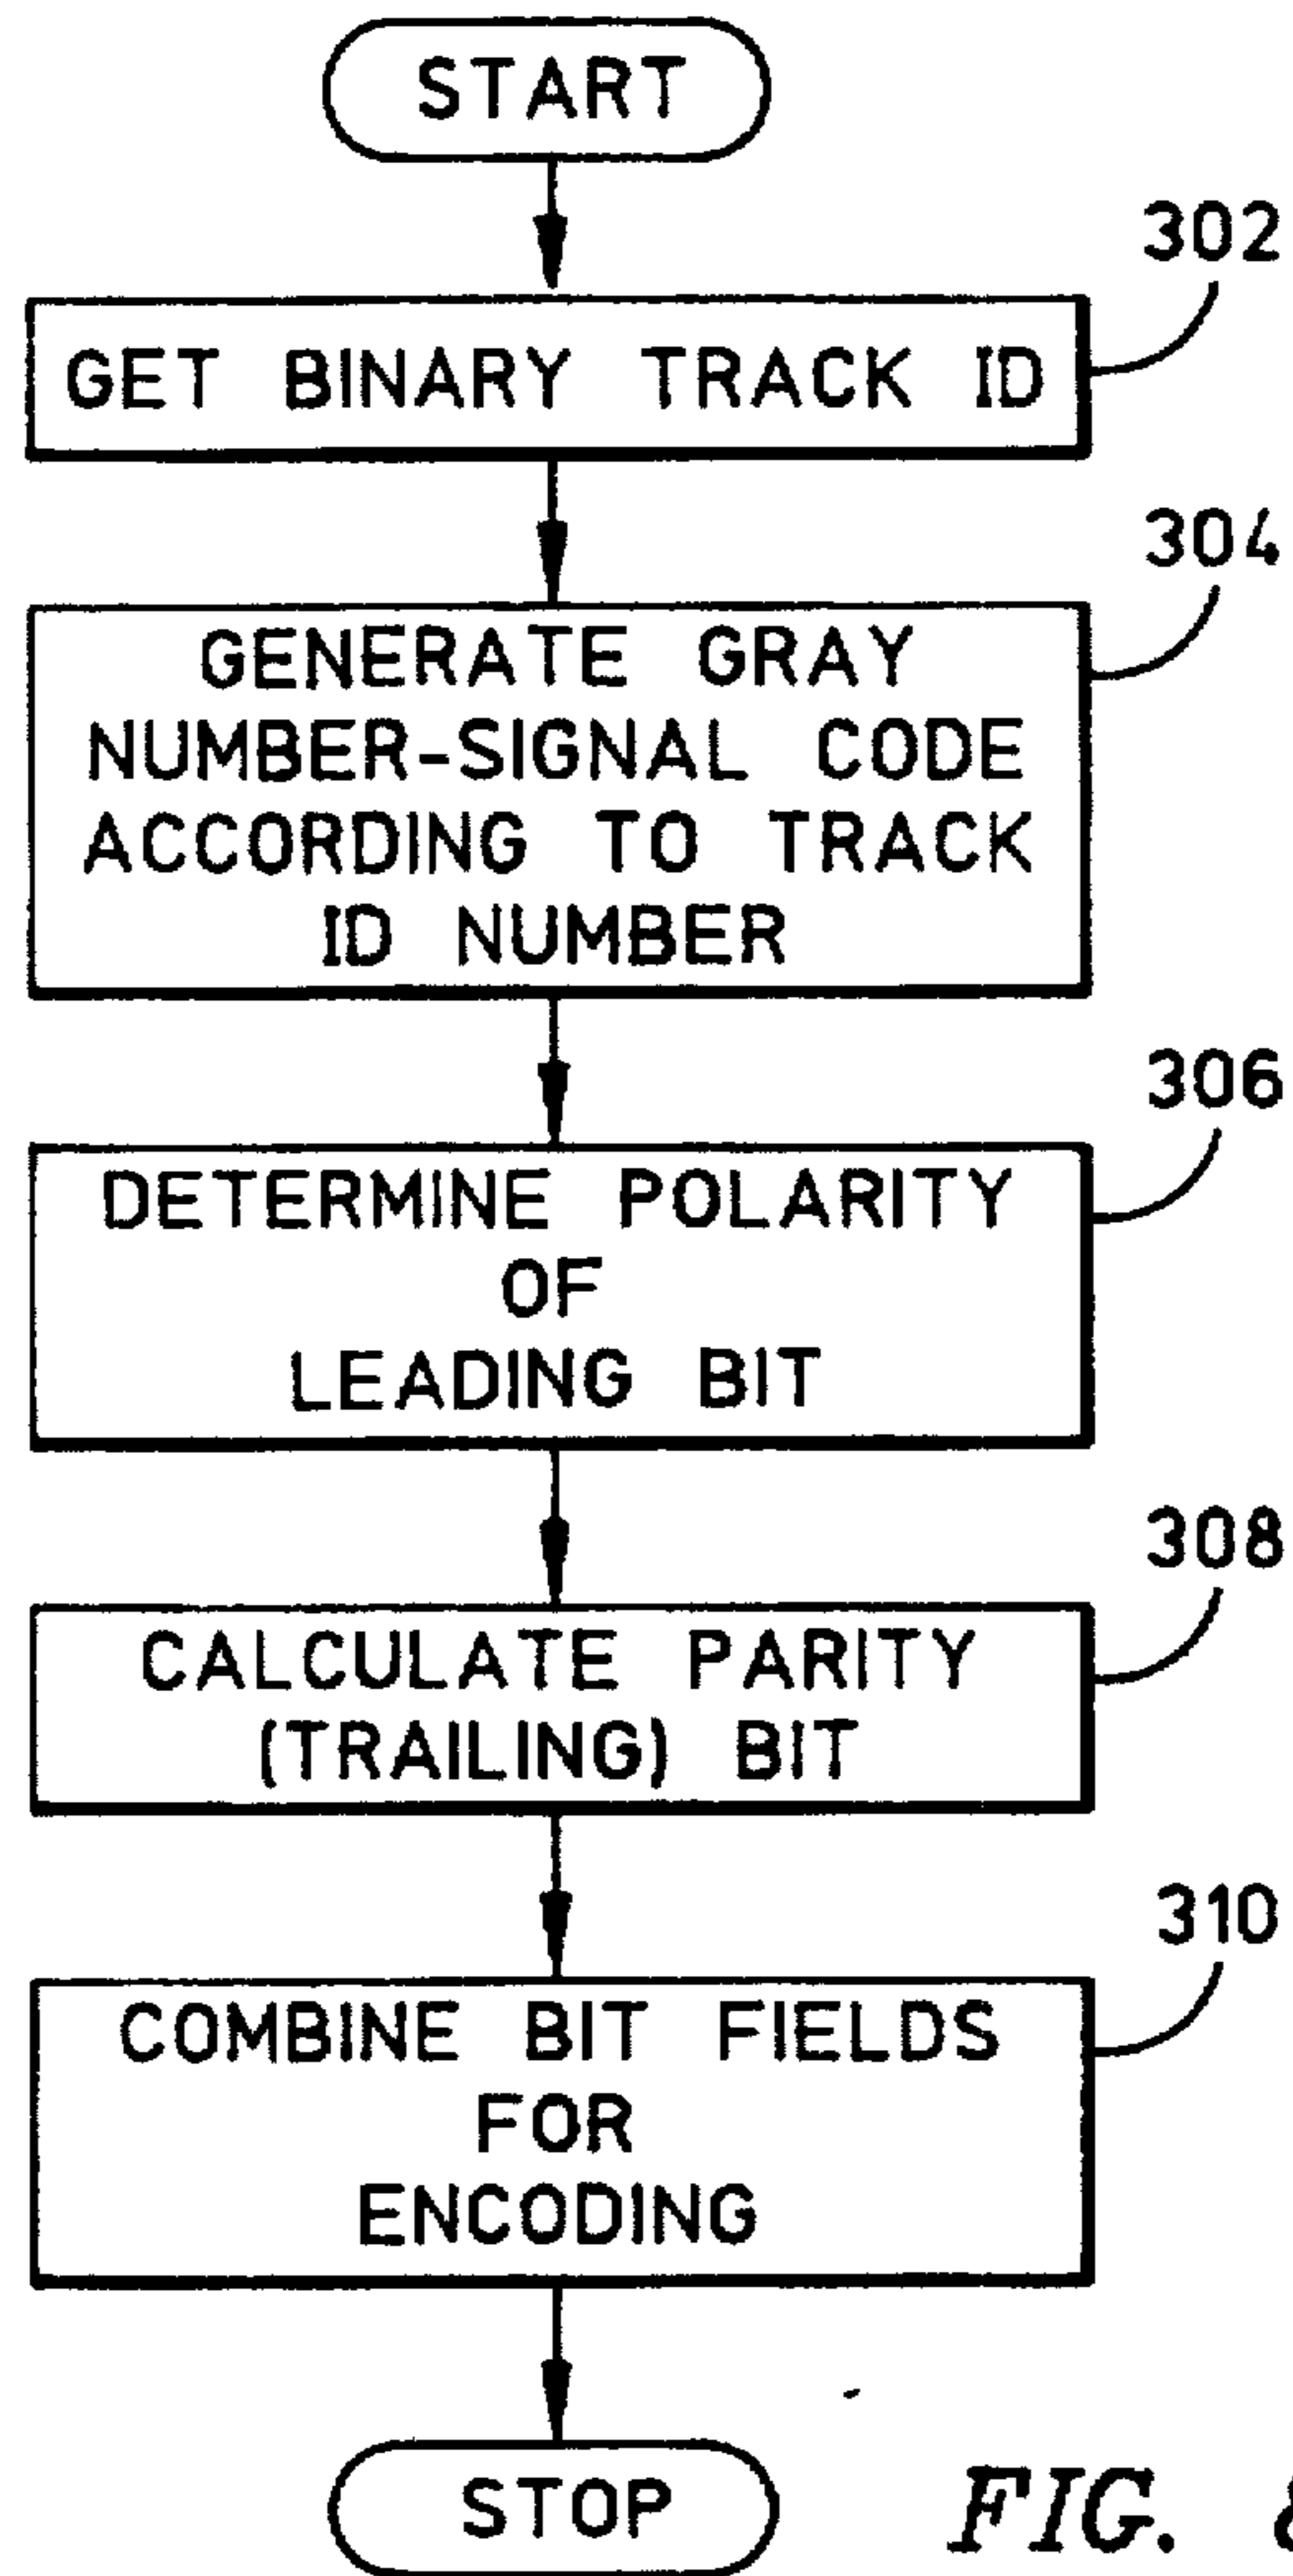 START
302
GET BINARY TRACK ID
304
GENERATE GRAY
NUMBER-SIGNAL CODE
ACCORDING TO TRACK
ID NUMBER
306
DETERMINE POLARITY
OF
LEADING BIT
308
CALCULATE PARITY
(TRAILING) BIT
310
COMBINE BIT FIELDS
FOR
ENCODING
STOP
FIG.